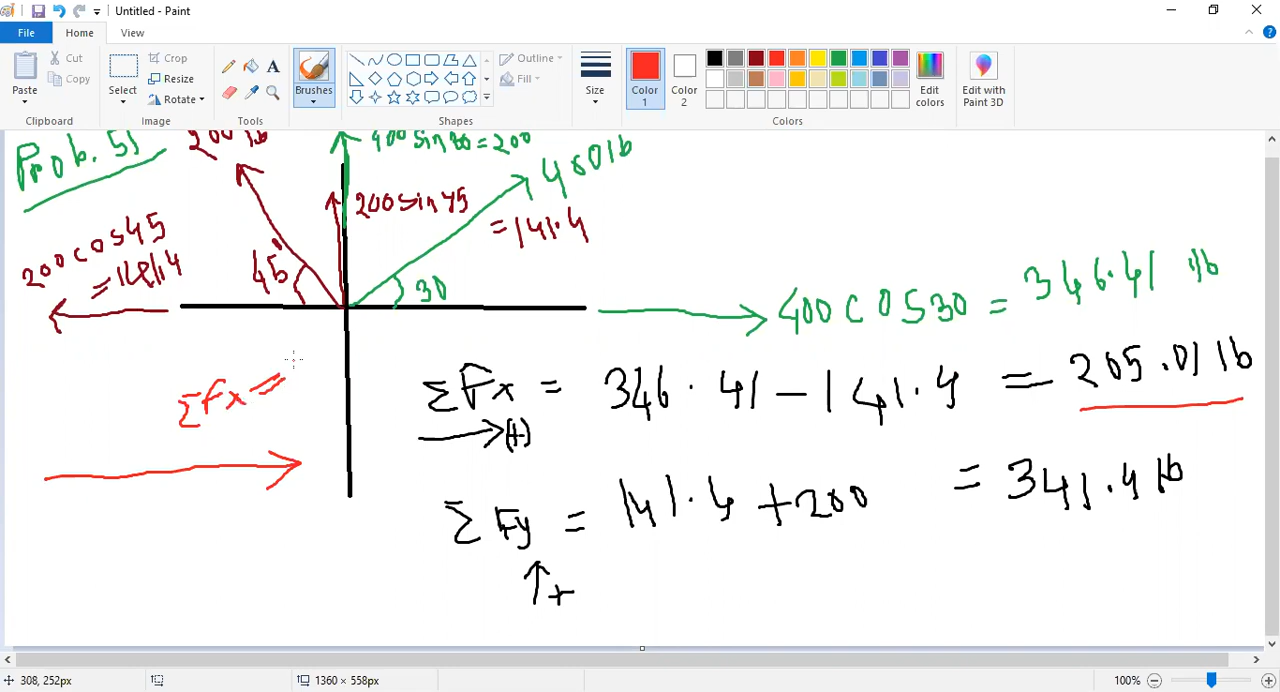 Untitled - Paint
File
Home
View
Paste
Cut
Copy
Clipboard
Select
Crop
Resize
Rotate
Image
A
Tools
Brushes
Outline
Fill
Shapes
Size
Color 1
Color 2
Edit colors
Colors
Edit with Paint 3D
Prob. 51
200 lb
400 sin 30 = 200
400 lb
200 sin 45
= 141.4
200 cos 45
= 141.4
45°
30
400 cos 30 = 346.41 lb
ΣFx =
ΣFx = 346.41 - 141.4 = 205.01 lb
(+)
ΣFy = 141.4 + 200 = 341.4 lb
+
308, 252px
1360 × 558px
100%